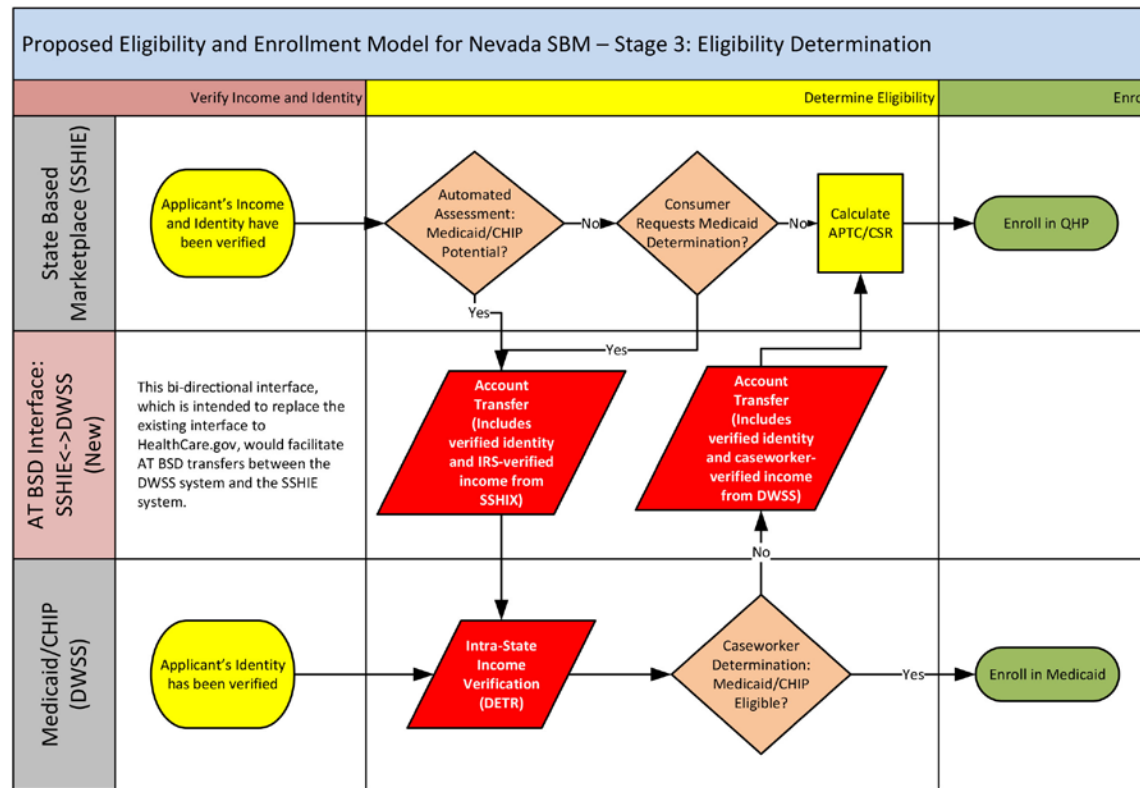 Proposed Eligibility and Enrollment Model for Nevada SBM – Stage 3: Eligibility Determination
Verify Income and Identity
Determine Eligibility
Enro
State Based
Marketplace (SSHIE)
Applicant's Income
and Identity have
been verified
Automated
Assessment:
Medicaid/CHIP
Potential?
No
Consumer
Requests Medicaid
Determination?
No
Calculate
APTC/CSR
Enroll in QHP
Yes
Yes
AT BSD Interface:
SSHIE<->DWSS
(New)
This bi-directional interface,
which is intended to replace the
existing interface to
HealthCare.gov, would facilitate
AT BSD transfers between the
DWSS system and the SSHIE
system.
Account
Transfer
(Includes
verified identity
and IRS-verified
income from
SSHIX)
Account
Transfer
(Includes
verified identity
and caseworker-
verified income
from DWSS)
No
Medicaid/CHIP
(DWSS)
Applicant's Identity
has been verified
Intra-State
Income
Verification
(DETR)
Caseworker
Determination:
Medicaid/CHIP
Eligible?
Yes
Enroll in Medicaid